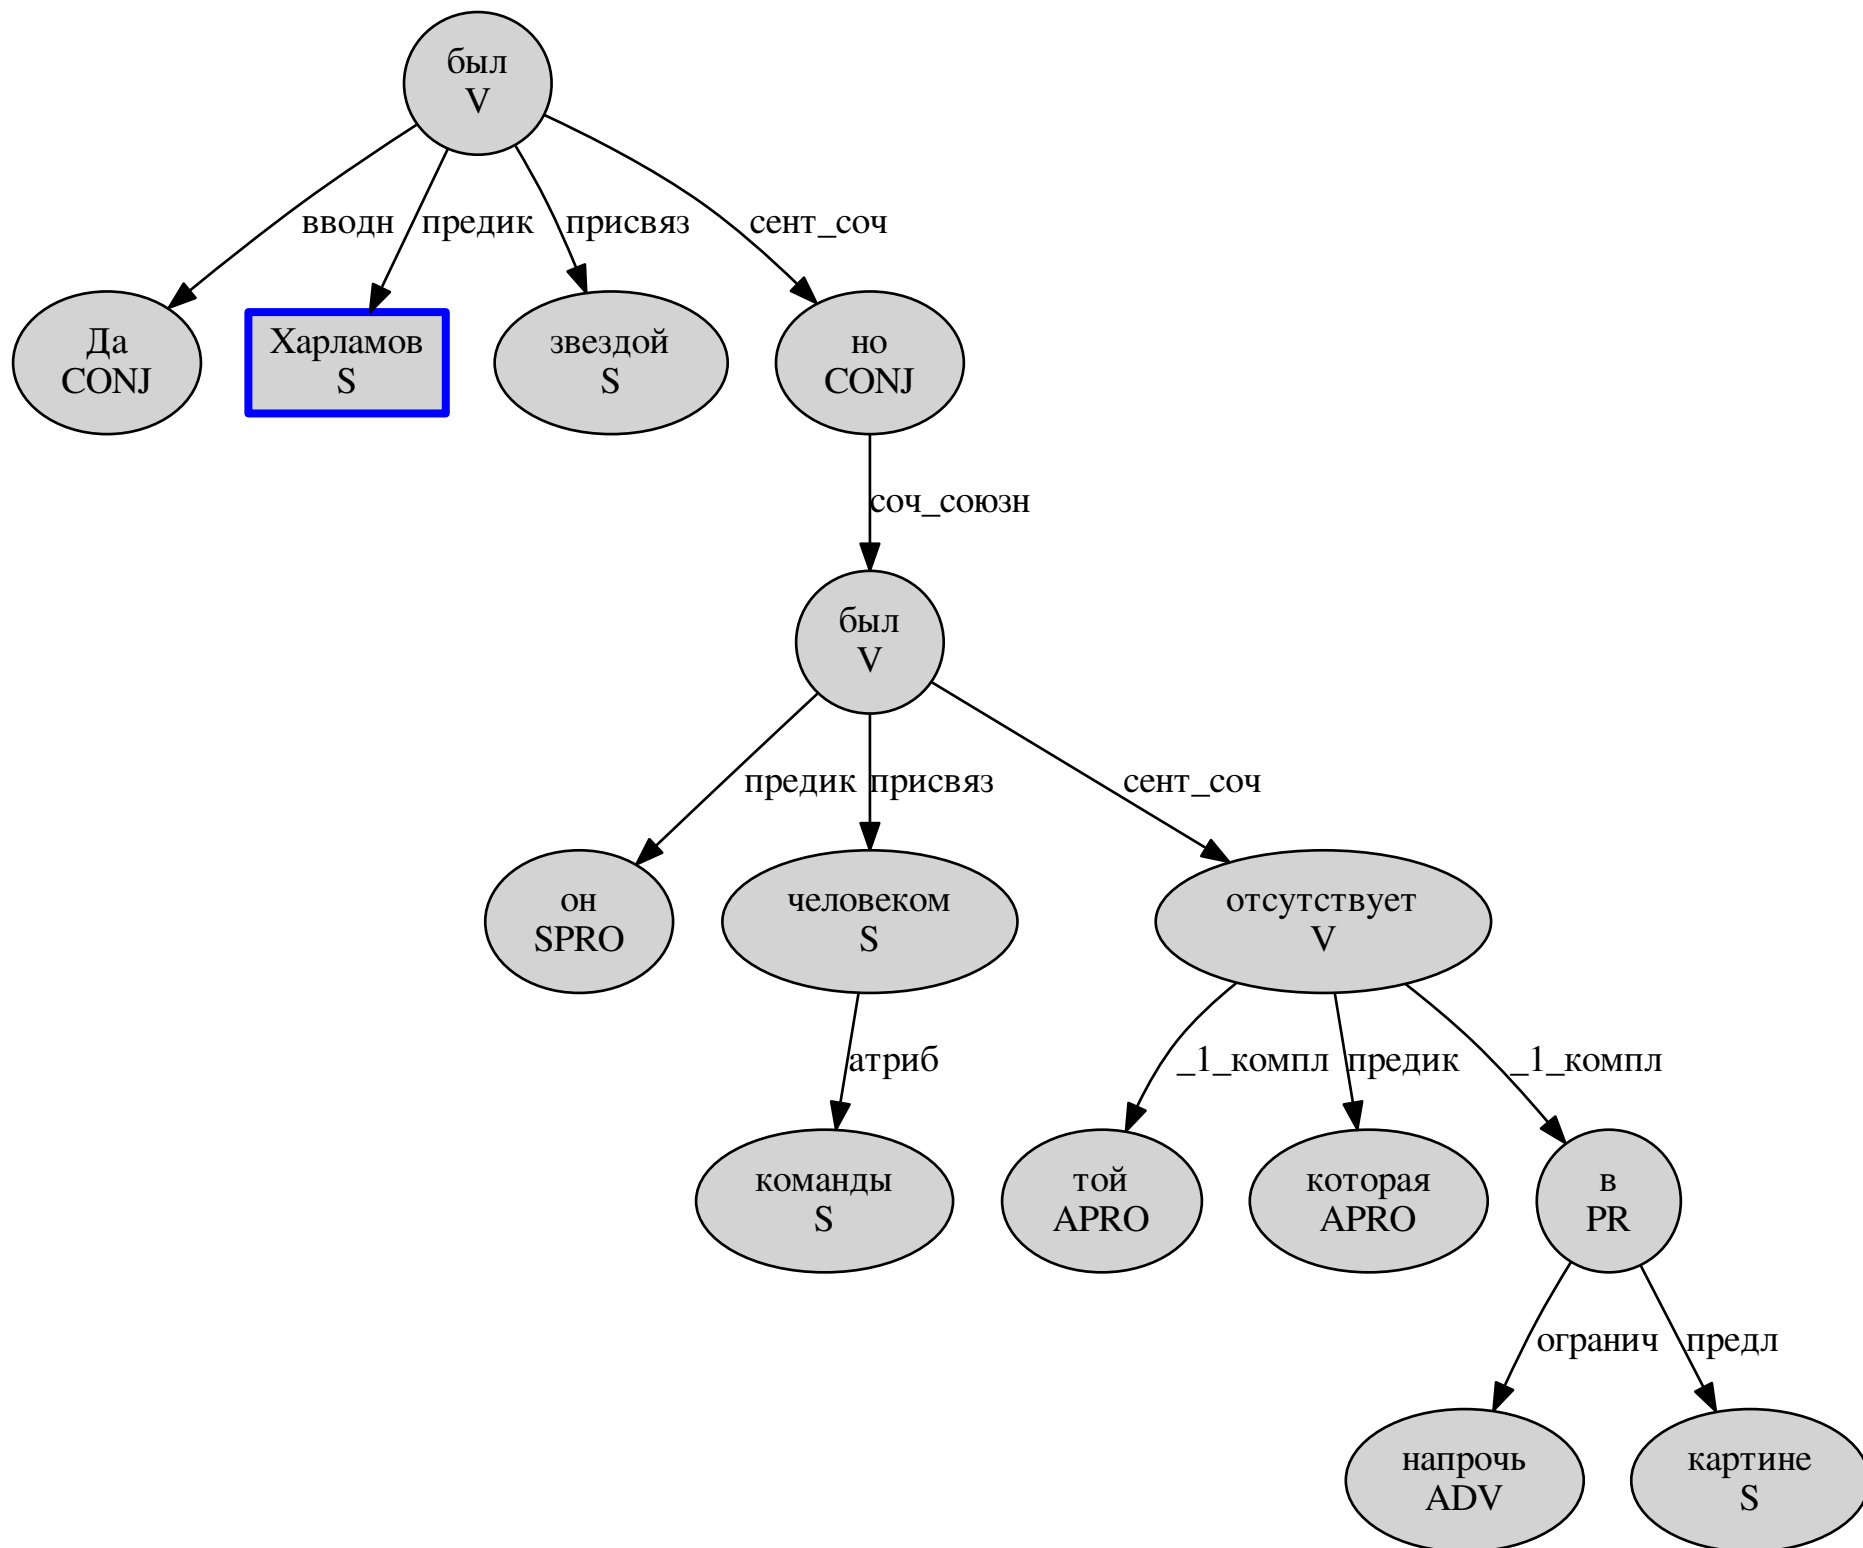 был
V
вводн предик присвяз сент_соч
Да Харламов звездой но
CONJ S S CONJ
соч_союзн
был
V
предик присвяз сент_соч
он человеком отсутствует
SPRO S V
атриб _1_компл предик _1_компл
команды той которая в
S APRO APRO PR
огранич предл
напрочь картине
ADV S